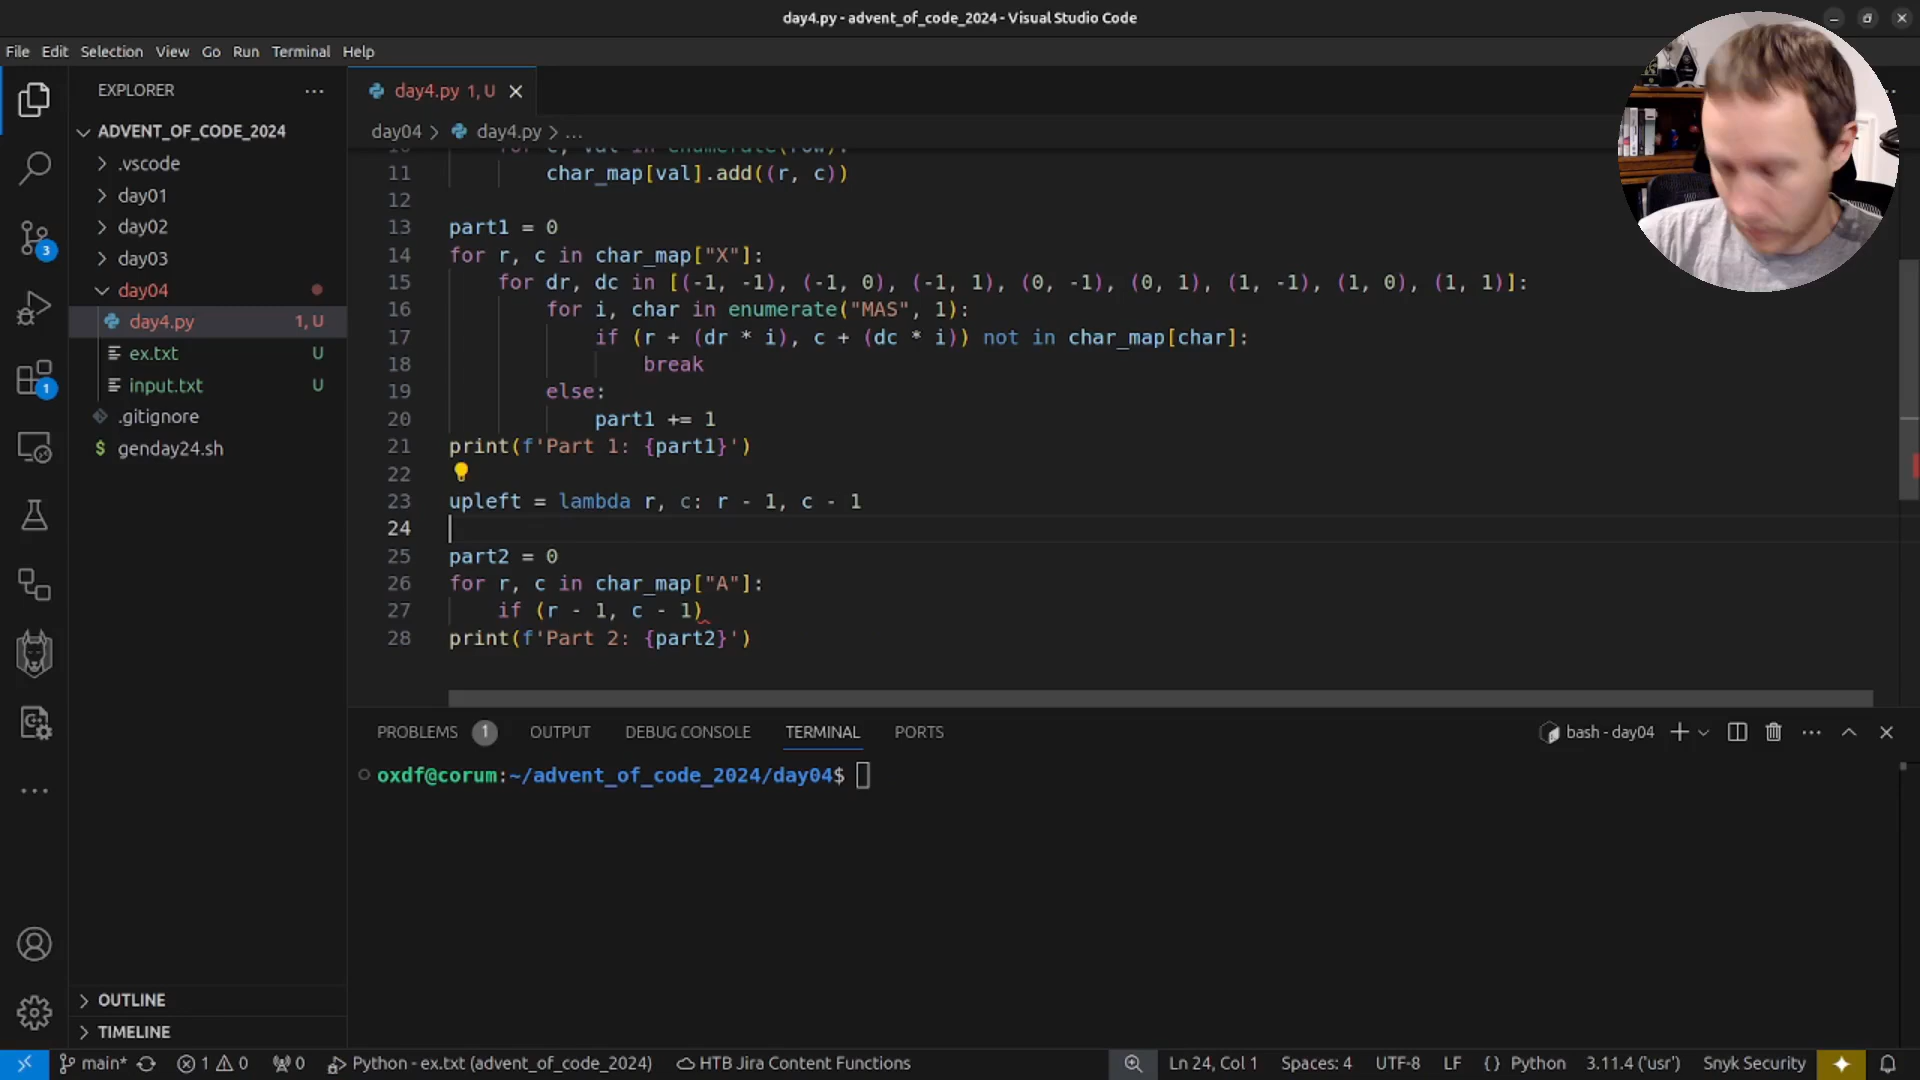 day4.py - advent_of_code_2024 - Visual Studio Code
File Edit Selection View Go Run Terminal Help
EXPLORER
ADVENT_OF_CODE_2024
.vscode
day01
day02
day03
day04
day4.py 1, U
ex.txt U
input.txt U
.gitignore
genday24.sh
OUTLINE
TIMELINE
3
1
day4.py 1, U
day04 > day4.py > ...
10 for c, val in enumerate(row):
11 char_map[val].add((r, c))
12
13 part1 = 0
14 for r, c in char_map["X"]:
15 for dr, dc in [(-1, -1), (-1, 0), (-1, 1), (0, -1), (0, 1), (1, -1), (1, 0), (1, 1)]:
16 for i, char in enumerate("MAS", 1):
17 if (r + (dr * i), c + (dc * i)) not in char_map[char]:
18 break
19 else:
20 part1 += 1
21 print(f'Part 1: {part1}')
22
23 upleft = lambda r, c: r - 1, c - 1
24
25 part2 = 0
26 for r, c in char_map["A"]:
27 if (r - 1, c - 1)
28 print(f'Part 2: {part2}')
PROBLEMS 1 OUTPUT DEBUG CONSOLE TERMINAL PORTS
bash - day04
oxdf@corum:~/advent_of_code_2024/day04$
main* 1 0 0 Python - ex.txt (advent_of_code_2024) HTB Jira Content Functions Ln 24, Col 1 Spaces: 4 UTF-8 LF {} Python 3.11.4 ('usr') Snyk Security